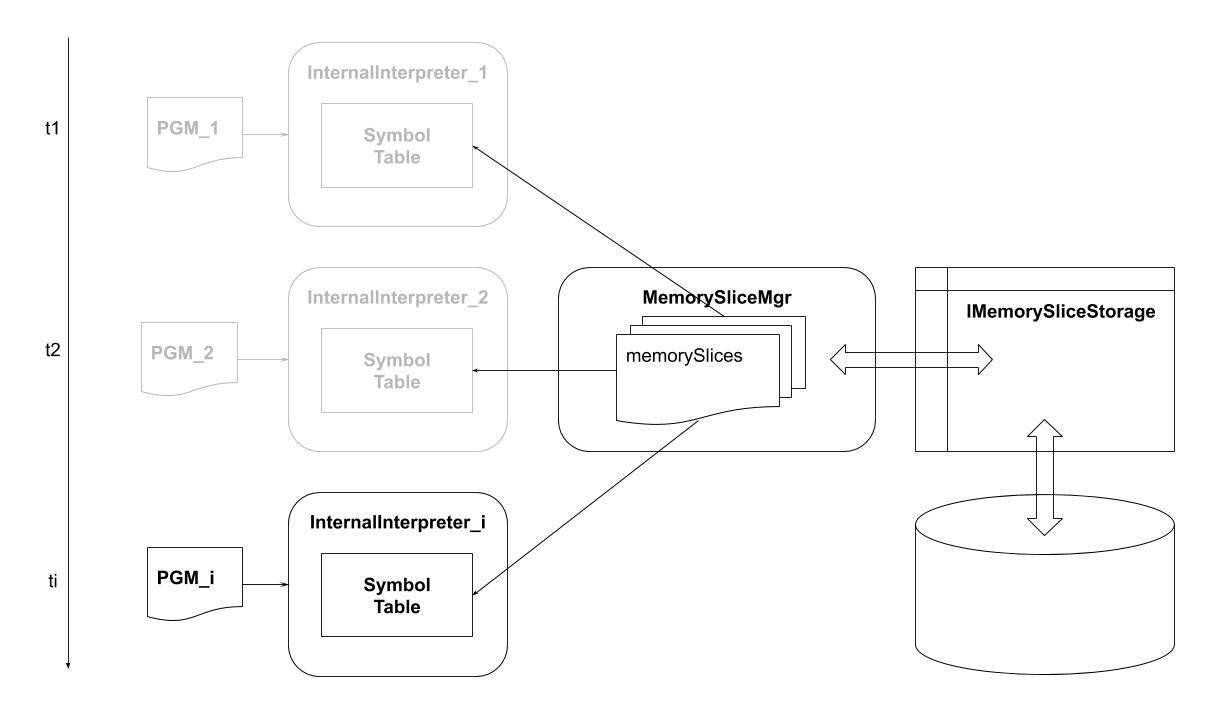 InternalInterpreter_1
t1
PGM_1
Symbol
Table
InternalInterpreter_2
MemorySliceMgr
IMemorySliceStorage
t2
PGM_2
Symbol
Table
memorySlices
InternalInterpreter_i
ti
PGM_i
Symbol
Table